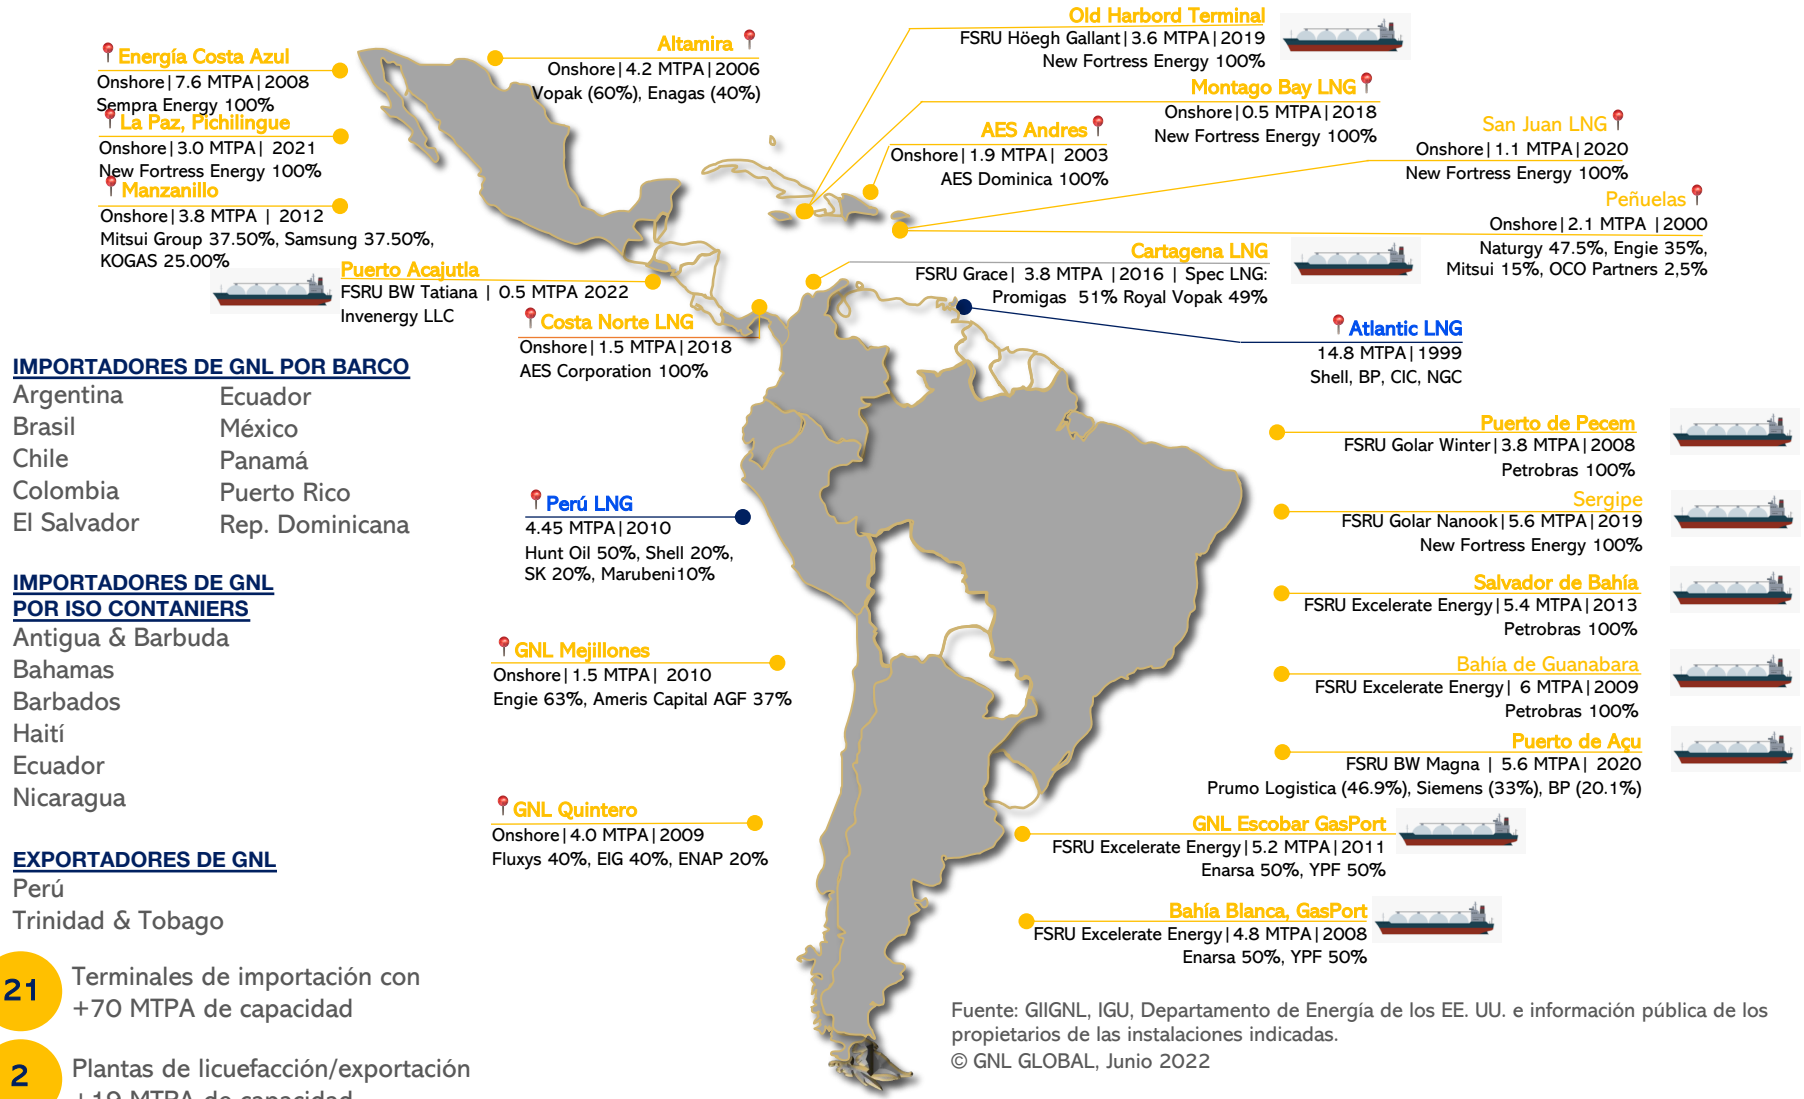 Energía Costa Azul
Onshore|7.6 MTPA|2008
Sempra Energy 100%
La Paz, Pichilingue
Onshore|3.0 MTPA| 2021
New Fortress Energy 100%
Manzanillo
Onshore|3.8 MTPA | 2012
Mitsui Group 37.50%, Samsung 37.50%,
KOGAS 25.00%
Altamira
Onshore|4.2 MTPA|2006
Vopak (60%), Enagas (40%)
Old Harbord Terminal
FSRU Höegh Gallant|3.6 MTPA|2019
New Fortress Energy 100%
Montago Bay LNG
Onshore|0.5 MTPA|2018
New Fortress Energy 100%
AES Andres
Onshore|1.9 MTPA| 2003
AES Dominica 100%
San Juan LNG
Onshore|1.1 MTPA|2020
New Fortress Energy 100%
Peñuelas
Onshore|2.1 MTPA |2000
Naturgy 47.5%, Engie 35%,
Mitsui 15%, OCO Partners 2,5%
Puerto Acajutla
FSRU BW Tatiana | 0.5 MTPA 2022
Invenergy LLC
Cartagena LNG
FSRU Grace| 3.8 MTPA |2016 | Spec LNG:
Promigas 51% Royal Vopak 49%
Costa Norte LNG
Onshore|1.5 MTPA|2018
AES Corporation 100%
Atlantic LNG
14.8 MTPA|1999
Shell, BP, CIC, NGC
IMPORTADORES DE GNL POR BARCO
Argentina
Brasil
Chile
Colombia
El Salvador
Ecuador
México
Panamá
Puerto Rico
Rep. Dominicana
IMPORTADORES DE GNL
POR ISO CONTANIERS
Antigua & Barbuda
Bahamas
Barbados
Haití
Ecuador
Nicaragua
EXPORTADORES DE GNL
Perú
Trinidad & Tobago
21
Terminales de importación con
+70 MTPA de capacidad
2
Plantas de licuefacción/exportación
+19 MTPA de capacidad
Perú LNG
4.45 MTPA|2010
Hunt Oil 50%, Shell 20%,
SK 20%, Marubeni10%
GNL Mejillones
Onshore|1.5 MTPA| 2010
Engie 63%, Ameris Capital AGF 37%
GNL Quintero
Onshore|4.0 MTPA|2009
Fluxys 40%, EIG 40%, ENAP 20%
Puerto de Pecem
FSRU Golar Winter|3.8 MTPA|2008
Petrobras 100%
Sergipe
FSRU Golar Nanook|5.6 MTPA|2019
New Fortress Energy 100%
Salvador de Bahía
FSRU Excelerate Energy|5.4 MTPA|2013
Petrobras 100%
Bahía de Guanabara
FSRU Excelerate Energy| 6 MTPA|2009
Petrobras 100%
Puerto de Açu
FSRU BW Magna | 5.6 MTPA| 2020
Prumo Logistica (46.9%), Siemens (33%), BP (20.1%)
GNL Escobar GasPort
FSRU Excelerate Energy|5.2 MTPA|2011
Enarsa 50%, YPF 50%
Bahía Blanca, GasPort
FSRU Excelerate Energy|4.8 MTPA|2008
Enarsa 50%, YPF 50%
Fuente: GIIGNL, IGU, Departamento de Energía de los EE. UU. e información pública de los
propietarios de las instalaciones indicadas.
© GNL GLOBAL, Junio 2022